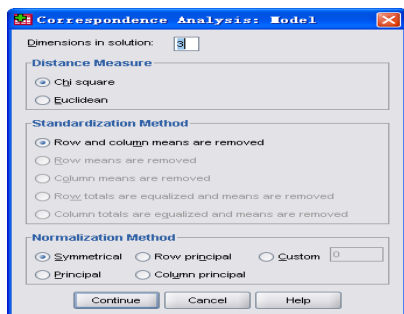 Correspondence Analysis: Model
Dimensions in solution: 3
Distance Measure
Chi square
Euclidean
Standardization Method
Row and column means are removed
Row means are removed
Column means are removed
Row totals are equalized and means are removed
Column totals are equalized and means are removed
Normalization Method
Symmetrical Row principal Custom 0
Principal Column principal
Continue Cancel Help